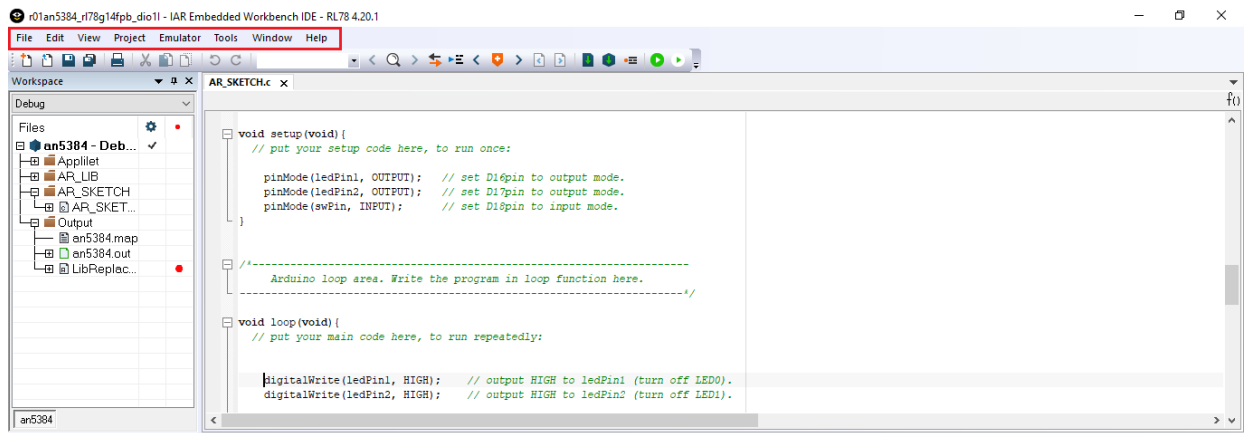 r01an5384_rl78g14fpb_dio1l - IAR Embedded Workbench IDE - RL78 4.20.1
File Edit View Project Emulator Tools Window Help
Workspace
AR_SKETCH.c
Debug
f()
Files
an5384 - Deb...
Applilet
AR_LIB
AR_SKETCH
AR_SKET...
Output
an5384.map
an5384.out
LibReplac...
an5384
void setup(void){
// put your setup code here, to run once:
pinMode(ledPin1, OUTPUT); // set D16pin to output mode.
pinMode(ledPin2, OUTPUT); // set D17pin to output mode.
pinMode(swPin, INPUT); // set D18pin to input mode.
}
/*---------------------------------------------------------------------
Arduino loop area. Write the program in loop function here.
----------------------------------------------------------------------*/
void loop(void){
// put your main code here, to run repeatedly:
digitalWrite(ledPin1, HIGH); // output HIGH to ledPin1 (turn off LED0).
digitalWrite(ledPin2, HIGH); // output HIGH to ledPin2 (turn off LED1).